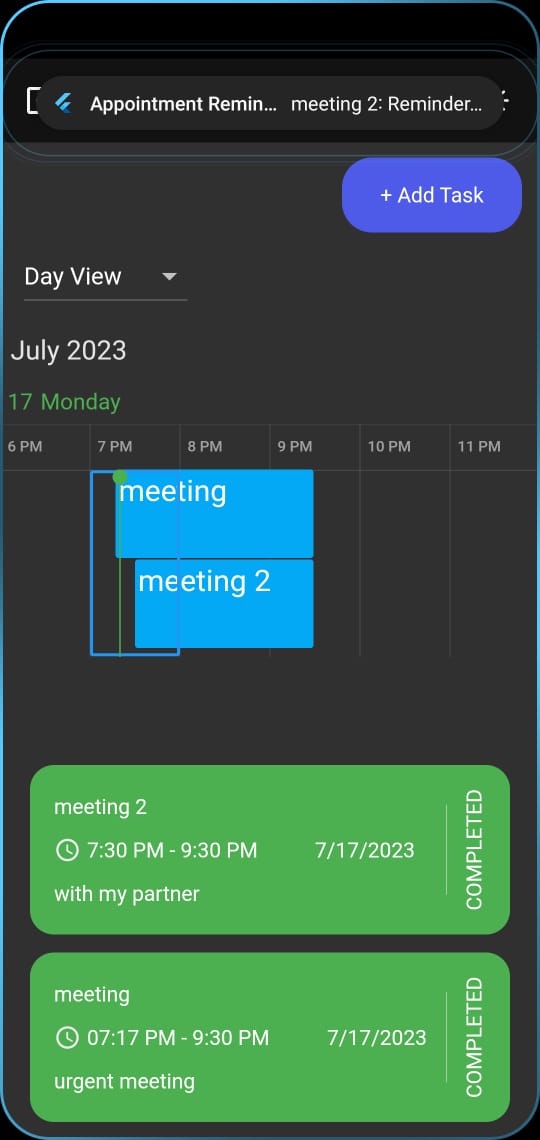 Appointment Remin... meeting 2: Reminder...
+ Add Task
Day View
July 2023
17 Monday
6 PM 7 PM 8 PM 9 PM 10 PM 11 PM
meeting
meeting 2
meeting 2
7:30 PM - 9:30 PM 7/17/2023
with my partner
COMPLETED
meeting
07:17 PM - 9:30 PM 7/17/2023
urgent meeting
COMPLETED